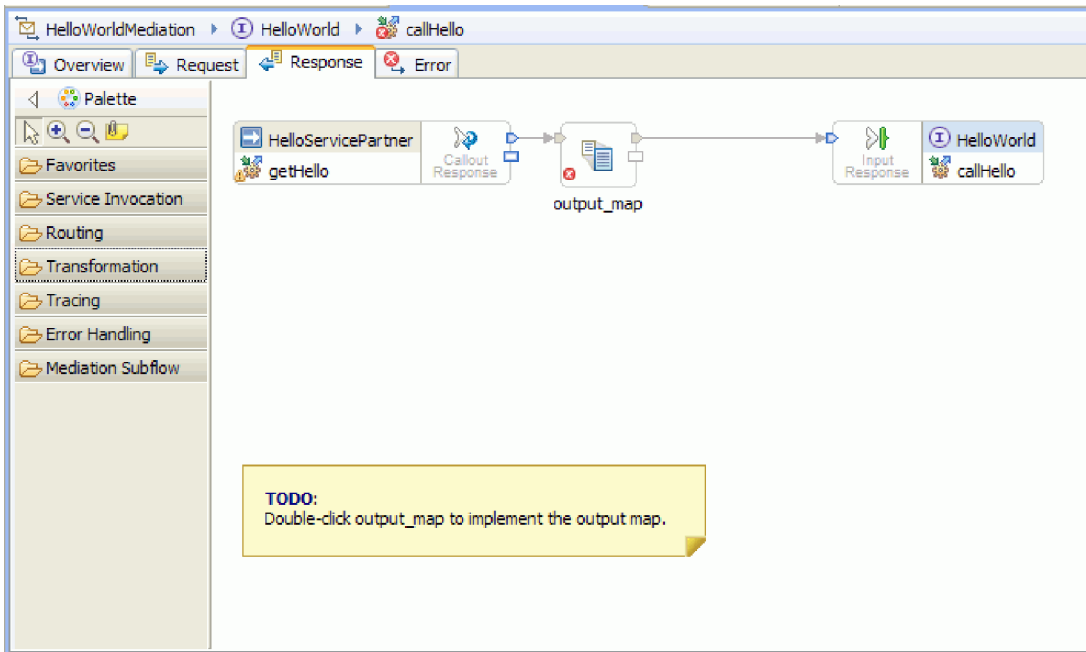 HelloWorldMediation HelloWorld callHello
Overview Request Response Error
Palette
Favorites
Service Invocation
Routing
Transformation
Tracing
Error Handling
Mediation Subflow
HelloServicePartner
getHello
Callout
Response
output_map
Input
Response
HelloWorld
callHello
TODO:
Double-click output_map to implement the output map.